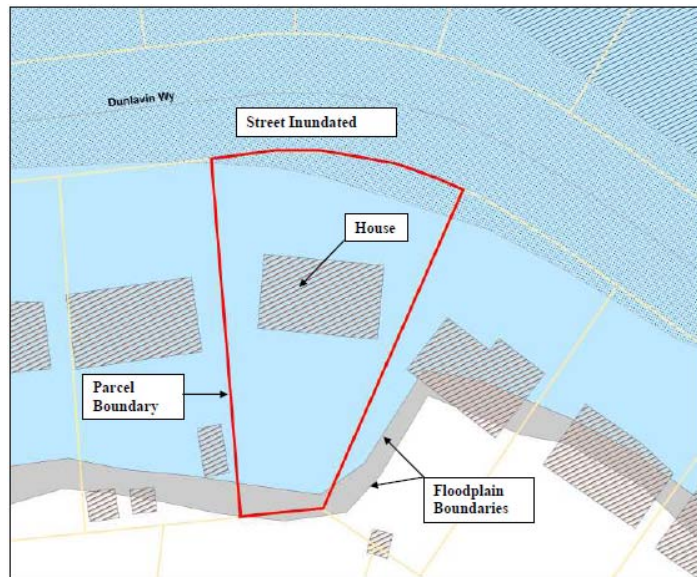 Dunlavin Wy
Street Inundated
House
Parcel
Boundary
Floodplain
Boundaries